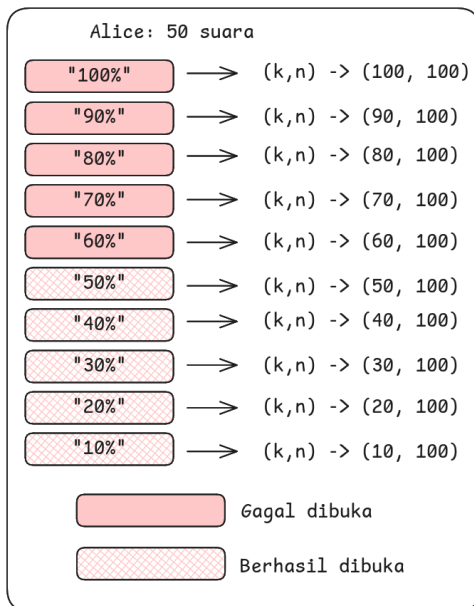 Alice: 50 suara
"100%" (k,n) -> (100, 100)
"90%" (k,n) -> (90, 100)
"80%" (k,n) -> (80, 100)
"70%" (k,n) -> (70, 100)
"60%" (k,n) -> (60, 100)
"50%" (k,n) -> (50, 100)
"40%" (k,n) -> (40, 100)
"30%" (k,n) -> (30, 100)
"20%" (k,n) -> (20, 100)
"10%" (k,n) -> (10, 100)
Gagal dibuka
Berhasil dibuka